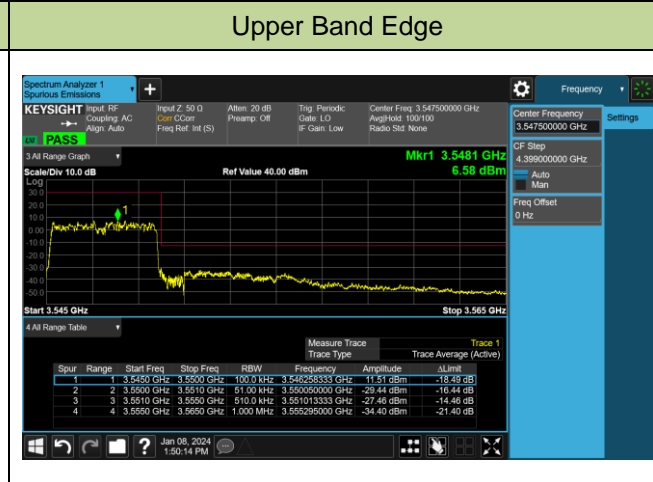 Upper Band Edge
Spectrum Analyzer 1
Spurious Emissions
+
Frequency
KEYSIGHT
Input: RF
Coupling: AC
Align: Auto
Input Z: 50 Ω
Corr CCorr
Freq Ref: Int (S)
Atten: 20 dB
Preamp: Off
Trig: Periodic
Gate: LO
IF Gain: Low
Center Freq: 3.547500000 GHz
Avg|Hold: 100/100
Radio Std: None
PASS
Center Frequency
3.547500000 GHz
Settings
CF Step
4.399000000 GHz
Auto
Man
Freq Offset
0 Hz
3 All Range Graph
Mkr1 3.5481 GHz
Scale/Div 10.0 dB
Ref Value 40.00 dBm
6.58 dBm
Log
30.0
20.0
10.0
0.00
-10.0
-20.0
-30.0
-40.0
-50.0
1
Start 3.545 GHz
Stop 3.565 GHz
4 All Range Table
Measure Trace Trace 1
Trace Type Trace Average (Active)
Spur Range Start Freq Stop Freq RBW Frequency Amplitude ΔLimit
1 1 3.5450 GHz 3.5500 GHz 100.0 kHz 3.546258333 GHz 11.51 dBm -18.49 dB
2 2 3.5500 GHz 3.5510 GHz 51.00 kHz 3.550050000 GHz -29.44 dBm -16.44 dB
3 3 3.5510 GHz 3.5550 GHz 510.0 kHz 3.551013333 GHz -27.46 dBm -14.46 dB
4 4 3.5550 GHz 3.5650 GHz 1.000 MHz 3.555295000 GHz -34.40 dBm -21.40 dB
?
Jan 08, 2024
1:50:14 PM